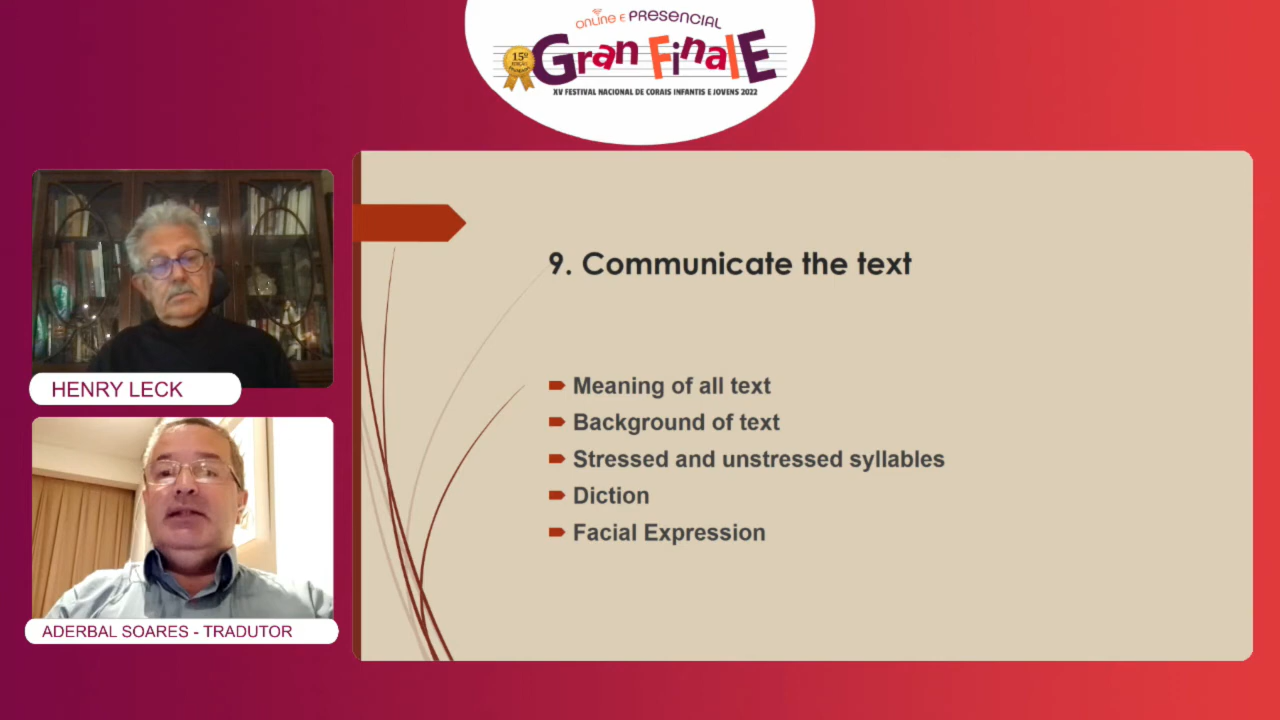 ONLINE E PRESENCIAL
15ª
EDIÇÃO
Gran FinalE
XV FESTIVAL NACIONAL DE CORAIS INFANTIS E JOVENS 2022
9. Communicate the text
Meaning of all text
Background of text
Stressed and unstressed syllables
Diction
Facial Expression
HENRY LECK
ADERBAL SOARES - TRADUTOR